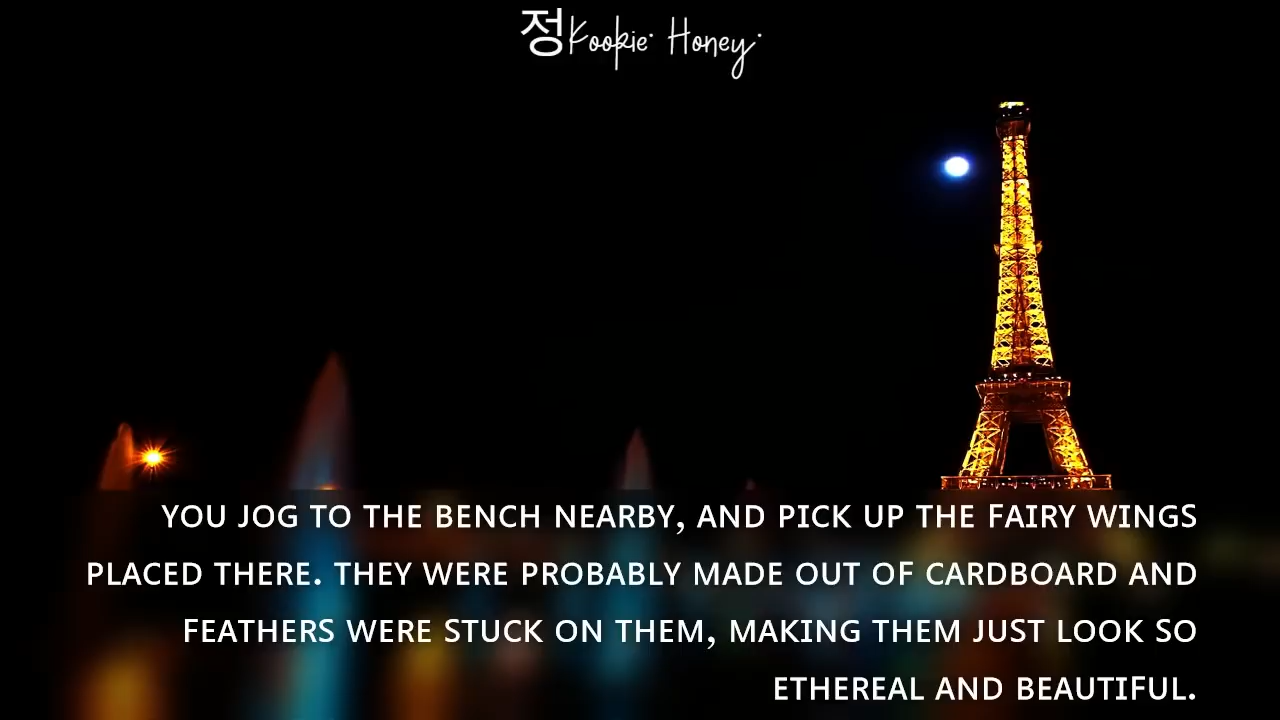 정Kookie Honey
YOU JOG TO THE BENCH NEARBY, AND PICK UP THE FAIRY WINGS
PLACED THERE. THEY WERE PROBABLY MADE OUT OF CARDBOARD AND
FEATHERS WERE STUCK ON THEM, MAKING THEM JUST LOOK SO
ETHEREAL AND BEAUTIFUL.